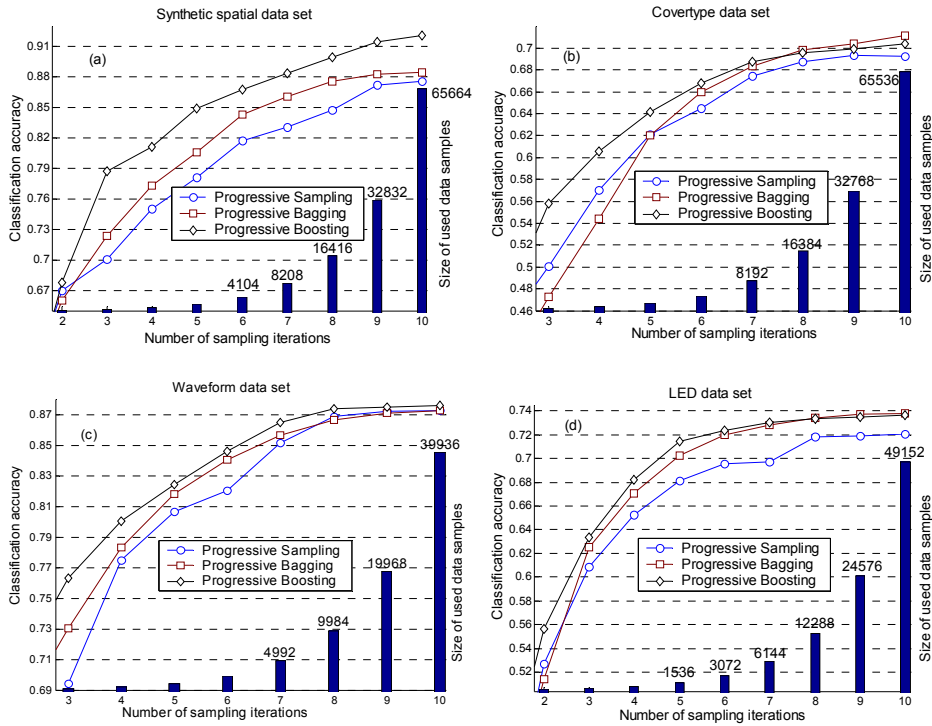 Synthetic spatial data set
(a)
Classification accuracy
0.91
0.88
0.85
0.82
0.79
0.76
0.73
0.7
0.67
Progressive Sampling
Progressive Bagging
Progressive Boosting
4104
8208
16416
32832
65664
Size of used data samples
2 3 4 5 6 7 8 9 10
Number of sampling iterations
Covertype data set
(b)
Classification accuracy
0.7
0.68
0.66
0.64
0.62
0.6
0.58
0.56
0.54
0.52
0.5
0.48
0.46
Progressive Sampling
Progressive Bagging
Progressive Boosting
8192
16384
32768
65536
Size of used data samples
3 4 5 6 7 8 9 10
Number of sampling iterations
Waveform data set
(c)
Classification accuracy
0.87
0.85
0.83
0.81
0.79
0.77
0.75
0.73
0.71
0.69
Progressive Sampling
Progressive Bagging
Progressive Boosting
4992
9984
19968
39936
Size of used data samples
3 4 5 6 7 8 9 10
Number of sampling iterations
LED data set
(d)
Classification accuracy
0.74
0.72
0.7
0.68
0.66
0.64
0.62
0.6
0.58
0.56
0.54
0.52
Progressive Sampling
Progressive Bagging
Progressive Boosting
1536
3072
6144
12288
24576
49152
Size of used data samples
2 3 4 5 6 7 8 9 10
Number of sampling iterations